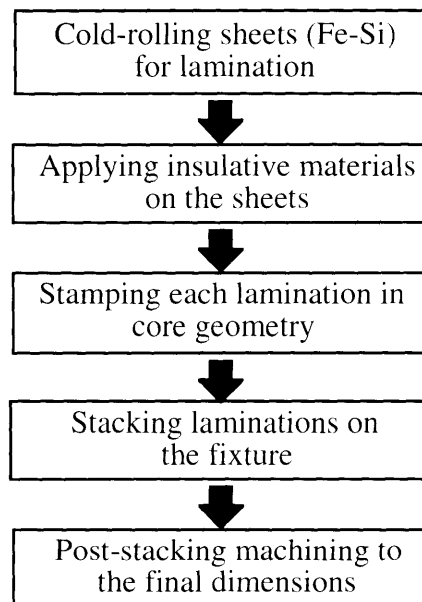 Cold-rolling sheets (Fe-Si)
for lamination
Applying insulative materials
on the sheets
Stamping each lamination in
core geometry
Stacking laminations on
the fixture
Post-stacking machining to
the final dimensions